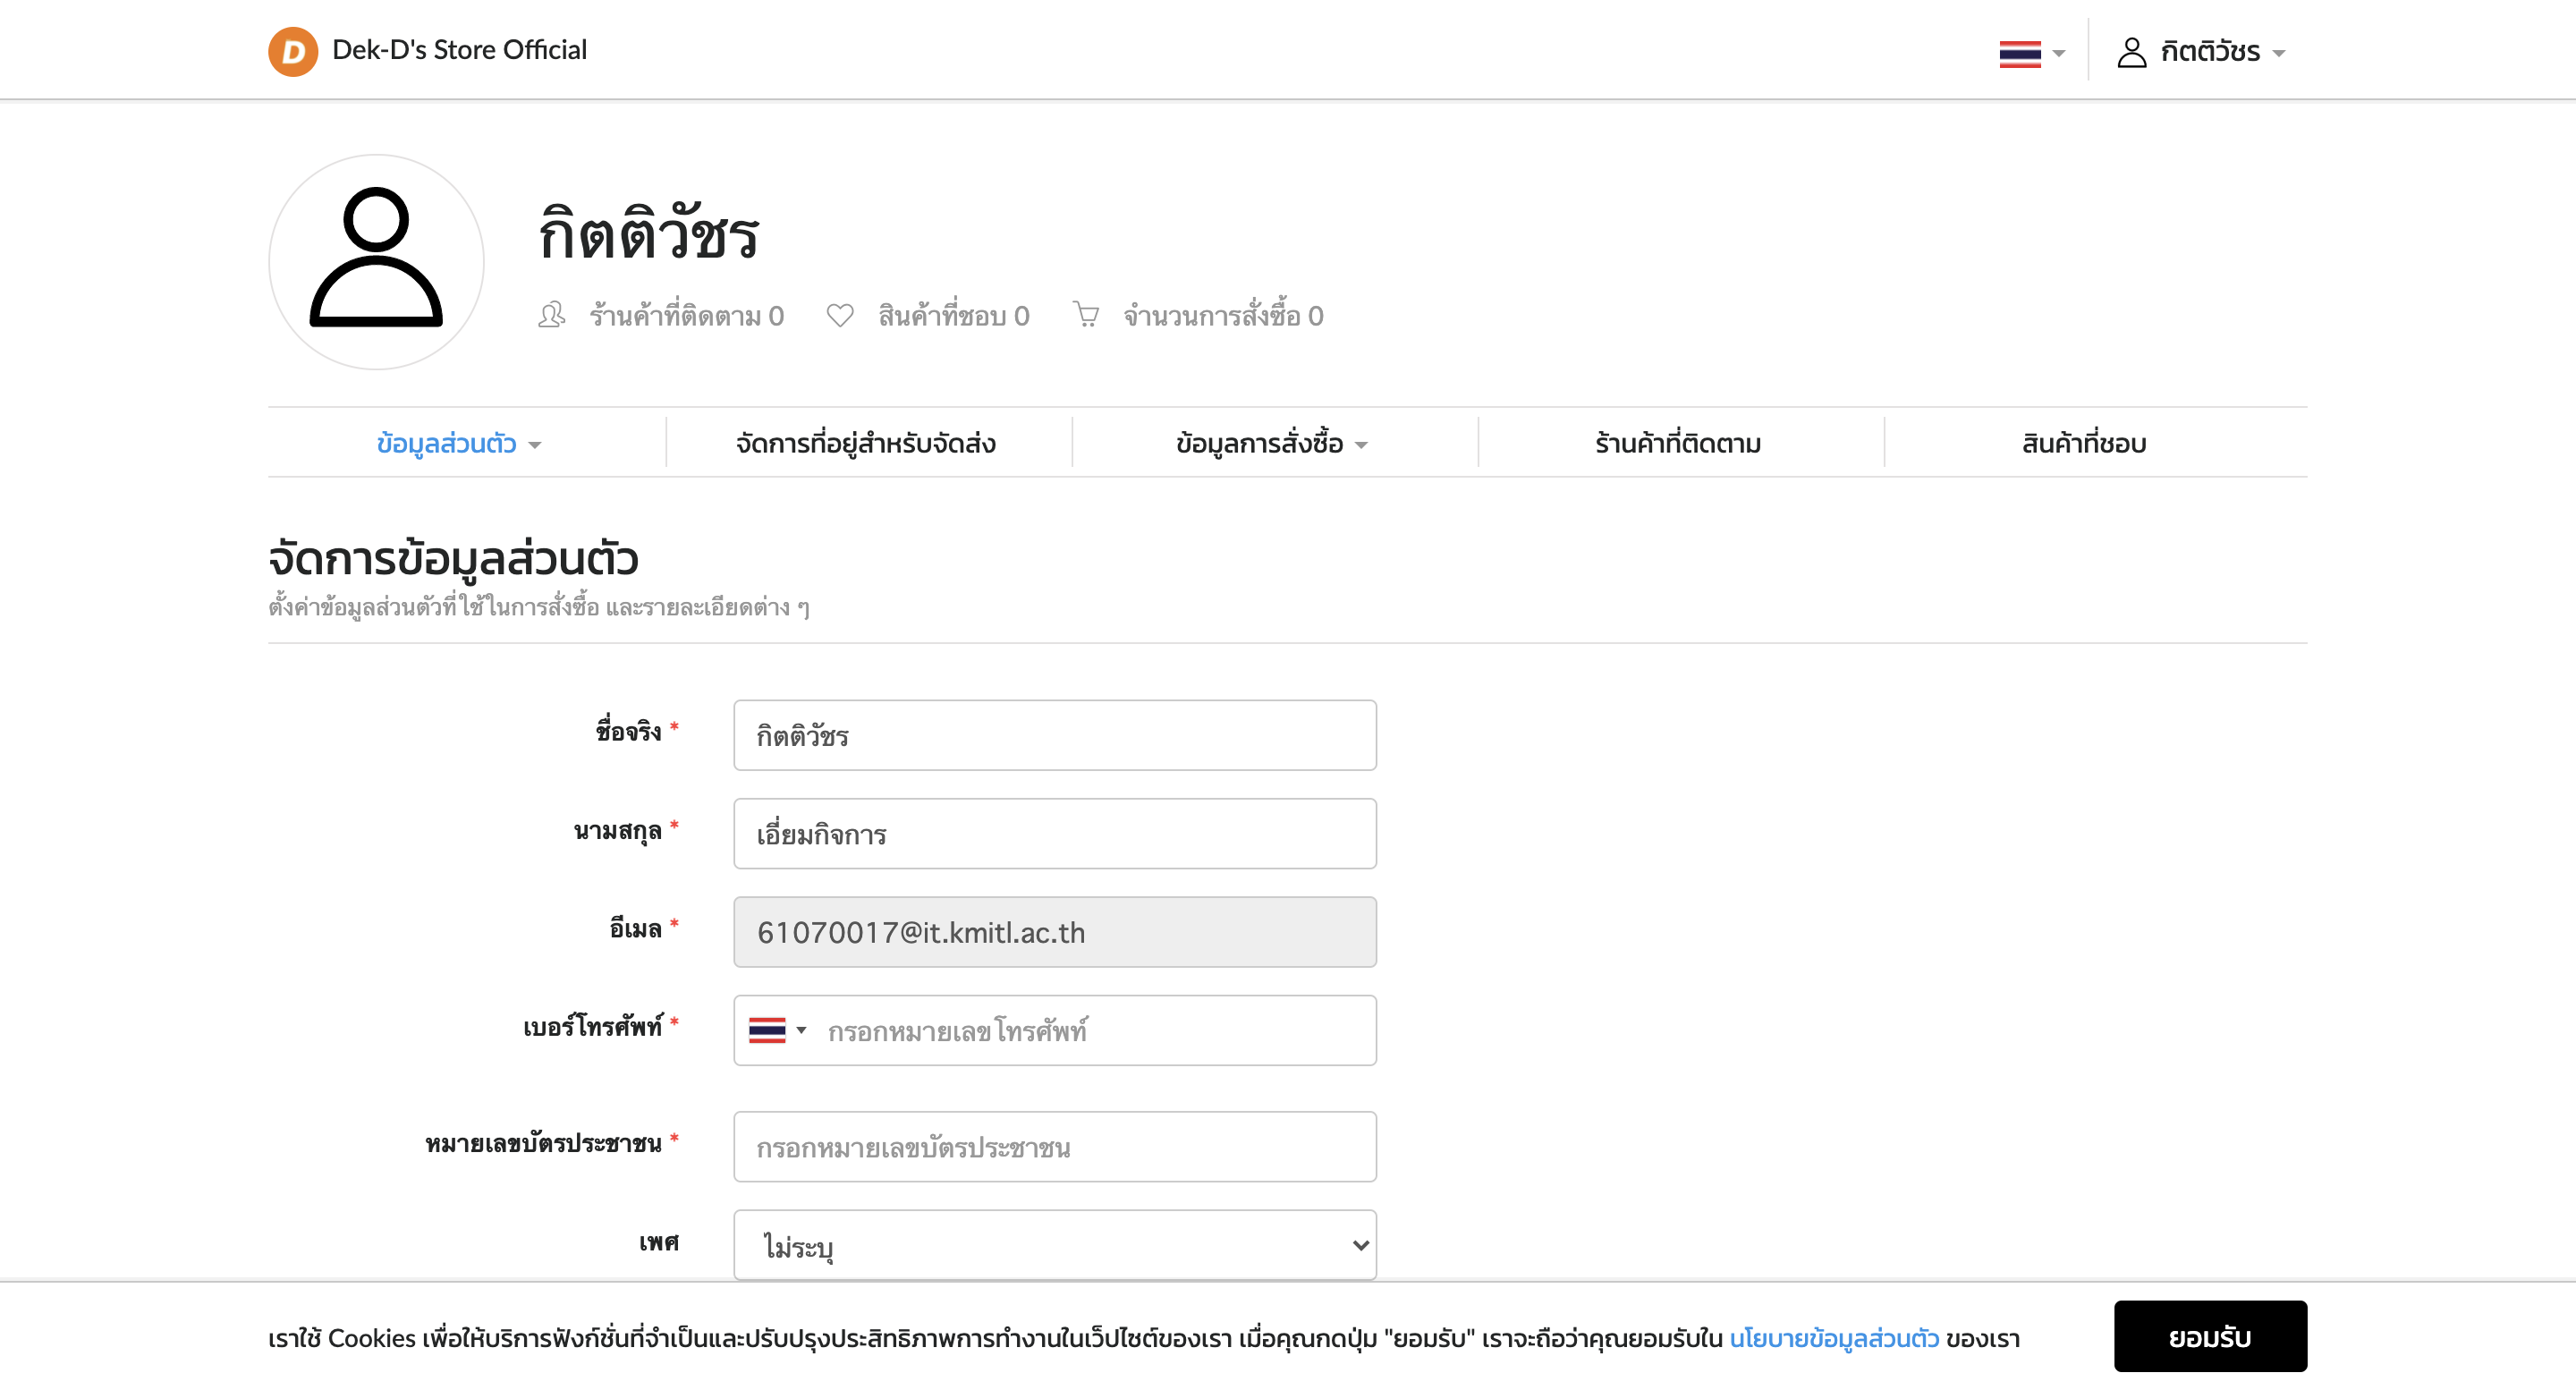 D Dek-D's Store Official
กิตติวัชร
กิตติวัชร
ร้านค้าที่ติดตาม 0 สินค้าที่ชอบ 0 จำนวนการสั่งซื้อ 0
ข้อมูลส่วนตัว จัดการที่อยู่สำหรับจัดส่ง ข้อมูลการสั่งซื้อ ร้านค้าที่ติดตาม สินค้าที่ชอบ
จัดการข้อมูลส่วนตัว
ตั้งค่าข้อมูลส่วนตัวที่ใช้ในการสั่งซื้อ และรายละเอียดต่าง ๆ
ชื่อจริง * กิตติวัชร
นามสกุล * เอี่ยมกิจการ
อีเมล * 61070017@it.kmitl.ac.th
เบอร์โทรศัพท์ * กรอกหมายเลขโทรศัพท์
หมายเลขบัตรประชาชน * กรอกหมายเลขบัตรประชาชน
เพศ ไม่ระบุ
เราใช้ Cookies เพื่อให้บริการฟังก์ชั่นที่จำเป็นและปรับปรุงประสิทธิภาพการทำงานในเว็ปไซต์ของเรา เมื่อคุณกดปุ่ม "ยอมรับ" เราจะถือว่าคุณยอมรับใน นโยบายข้อมูลส่วนตัว ของเรา
ยอมรับ